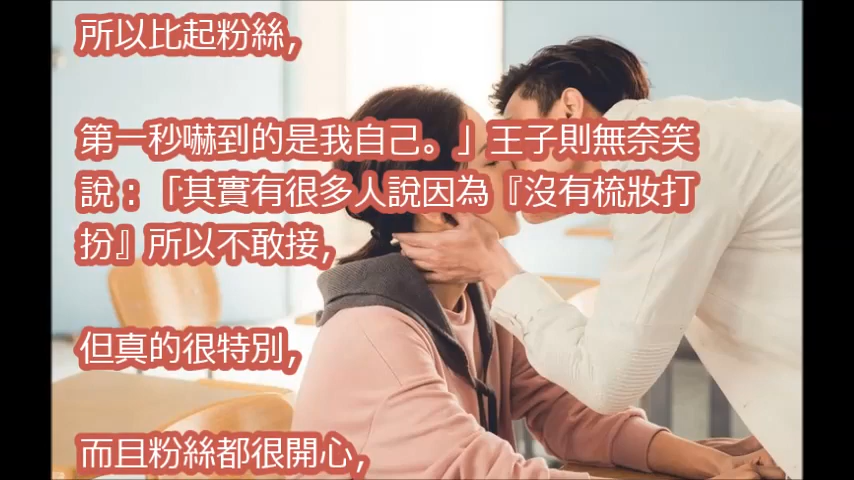 所以比起粉絲，
第一秒嚇到的是我自己。」王子則無奈笑
說：「其實有很多人說因為『沒有梳妝打
扮』所以不敢接，
但真的很特別，
而且粉絲都很開心，